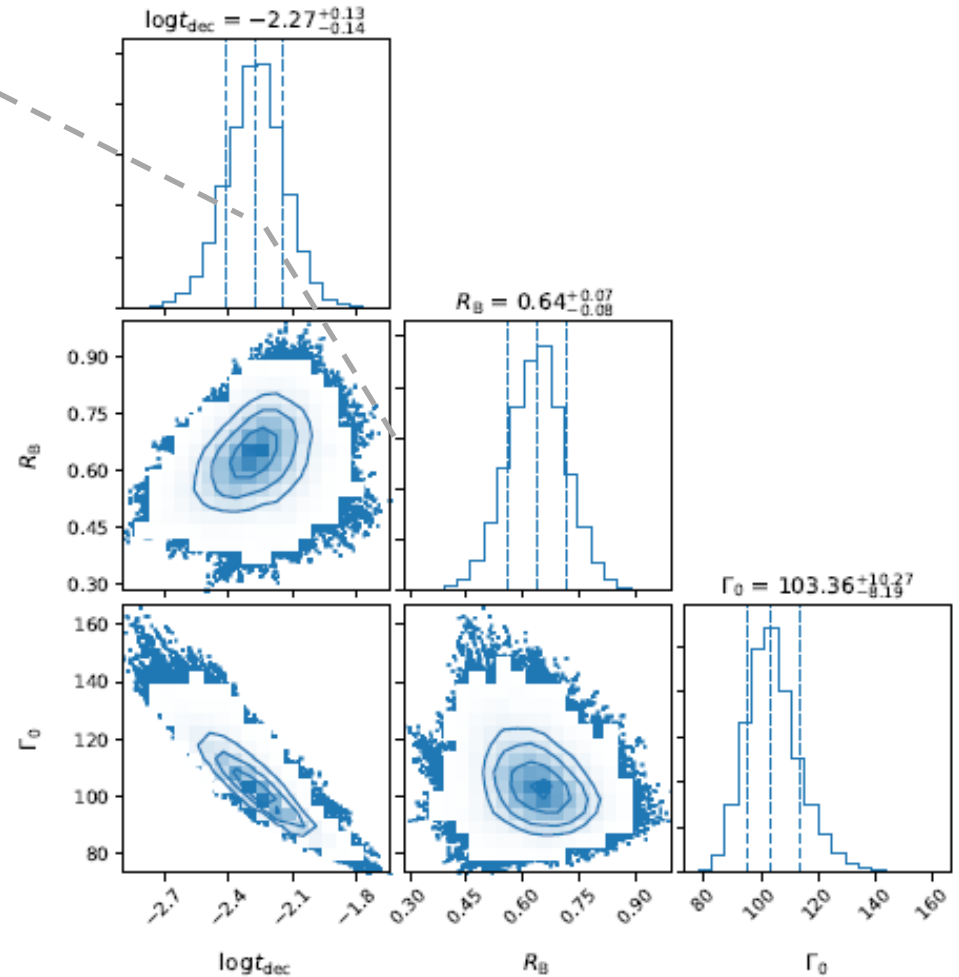 logt_dec = −2.27^{+0.13}_{−0.14}
R_B = 0.64^{+0.07}_{−0.08}
0.90
0.75
R_B
0.60
0.45
0.30
Γ_0 = 103.36^{+10.27}_{−8.19}
160
140
120
Γ_0
100
80
−2.7 −2.4 −2.1 −1.8 0.30 0.45 0.60 0.75 0.90 80 100 120 140 160
logt_dec R_B Γ_0